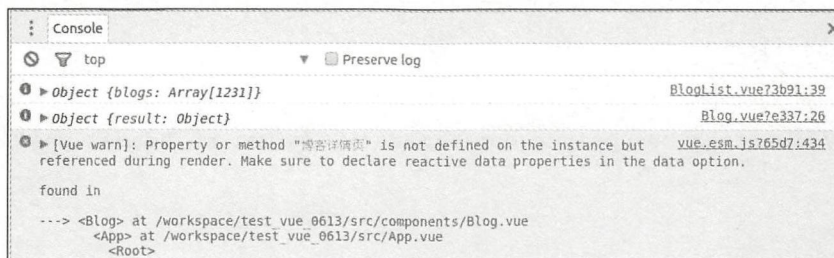 Console
top ▼ Preserve log
▶ Object {blogs: Array[1231]} BlogList.vue?3b91:39
▶ Object {result: Object} Blog.vue?e337:26
▶ [Vue warn]: Property or method "博客详情页" is not defined on the instance but vue.esm.js?65d7:434
referenced during render. Make sure to declare reactive data properties in the data option.
found in
---> <Blog> at /workspace/test_vue_0613/src/components/Blog.vue
<App> at /workspace/test_vue_0613/src/App.vue
<Root>